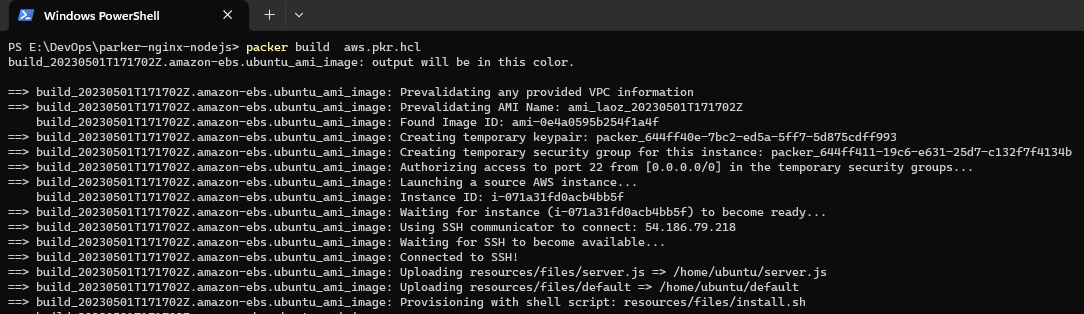 Windows PowerShell
PS E:\DevOps\parker-nginx-nodejs> packer build  aws.pkr.hcl
build_20230501T171702Z.amazon-ebs.ubuntu_ami_image: output will be in this color.
==> build_20230501T171702Z.amazon-ebs.ubuntu_ami_image: Prevalidating any provided VPC information
==> build_20230501T171702Z.amazon-ebs.ubuntu_ami_image: Prevalidating AMI Name: ami_laoz_20230501T171702Z
    build_20230501T171702Z.amazon-ebs.ubuntu_ami_image: Found Image ID: ami-0e4a0595b254f1a4f
==> build_20230501T171702Z.amazon-ebs.ubuntu_ami_image: Creating temporary keypair: packer_644ff40e-7bc2-ed5a-5ff7-5d875cdff993
==> build_20230501T171702Z.amazon-ebs.ubuntu_ami_image: Creating temporary security group for this instance: packer_644ff411-19c6-e631-25d7-c132f7f4134b
==> build_20230501T171702Z.amazon-ebs.ubuntu_ami_image: Authorizing access to port 22 from [0.0.0.0/0] in the temporary security groups...
==> build_20230501T171702Z.amazon-ebs.ubuntu_ami_image: Launching a source AWS instance...
    build_20230501T171702Z.amazon-ebs.ubuntu_ami_image: Instance ID: i-071a31fd0acb4bb5f
==> build_20230501T171702Z.amazon-ebs.ubuntu_ami_image: Waiting for instance (i-071a31fd0acb4bb5f) to become ready...
==> build_20230501T171702Z.amazon-ebs.ubuntu_ami_image: Using SSH communicator to connect: 54.186.79.218
==> build_20230501T171702Z.amazon-ebs.ubuntu_ami_image: Waiting for SSH to become available...
==> build_20230501T171702Z.amazon-ebs.ubuntu_ami_image: Connected to SSH!
==> build_20230501T171702Z.amazon-ebs.ubuntu_ami_image: Uploading resources/files/server.js => /home/ubuntu/server.js
==> build_20230501T171702Z.amazon-ebs.ubuntu_ami_image: Uploading resources/files/default => /home/ubuntu/default
==> build_20230501T171702Z.amazon-ebs.ubuntu_ami_image: Provisioning with shell script: resources/files/install.sh